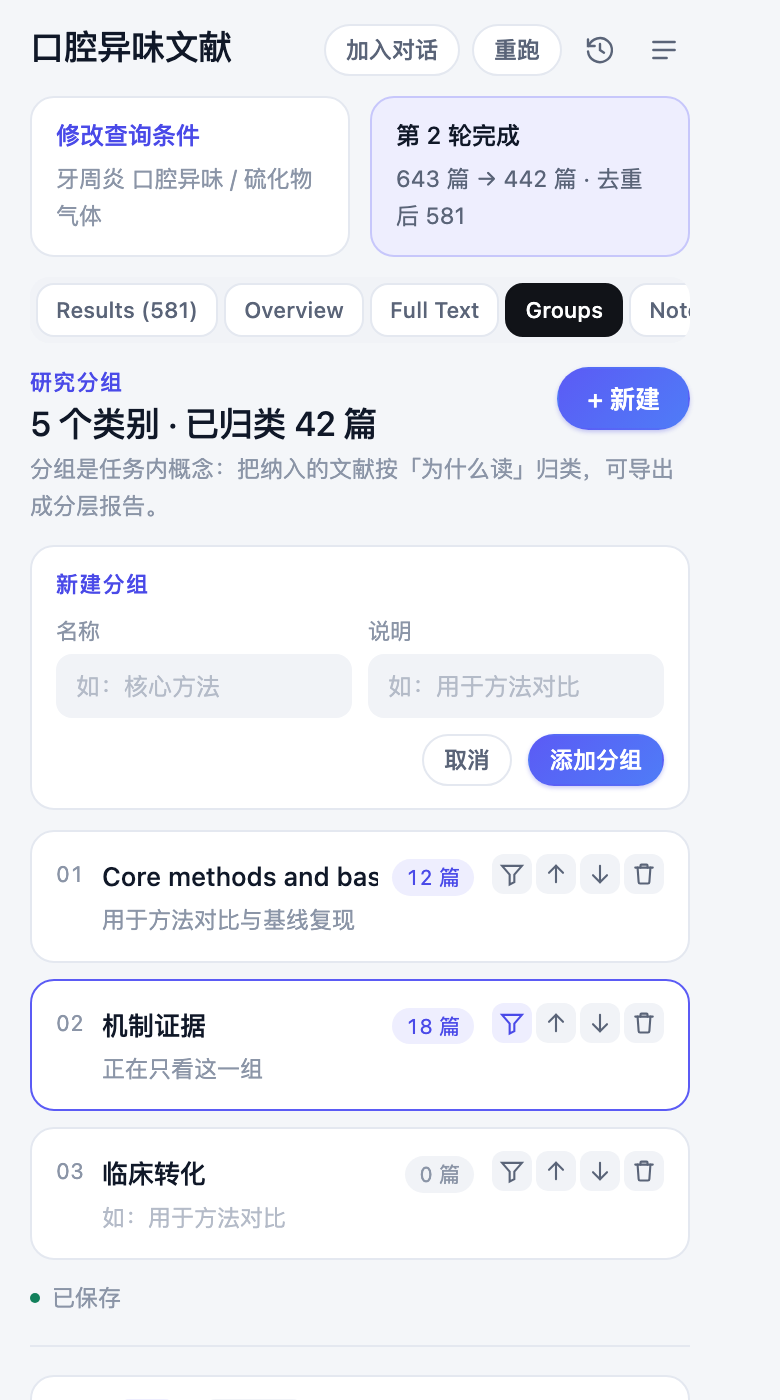 口腔异味文献
加入对话
重跑
修改查询条件
牙周炎 口腔异味 / 硫化物
气体
第 2 轮完成
643 篇 → 442 篇 · 去重
后 581
Results (581)
Overview
Full Text
Groups
Note
研究分组
5 个类别 · 已归类 42 篇
+ 新建
分组是任务内概念：把纳入的文献按「为什么读」归类，可导出
成分层报告。
新建分组
名称
说明
如：核心方法
如：用于方法对比
取消
添加分组
01
Core methods and bas
12 篇
用于方法对比与基线复现
02
机制证据
18 篇
正在只看这一组
03
临床转化
0 篇
如：用于方法对比
已保存